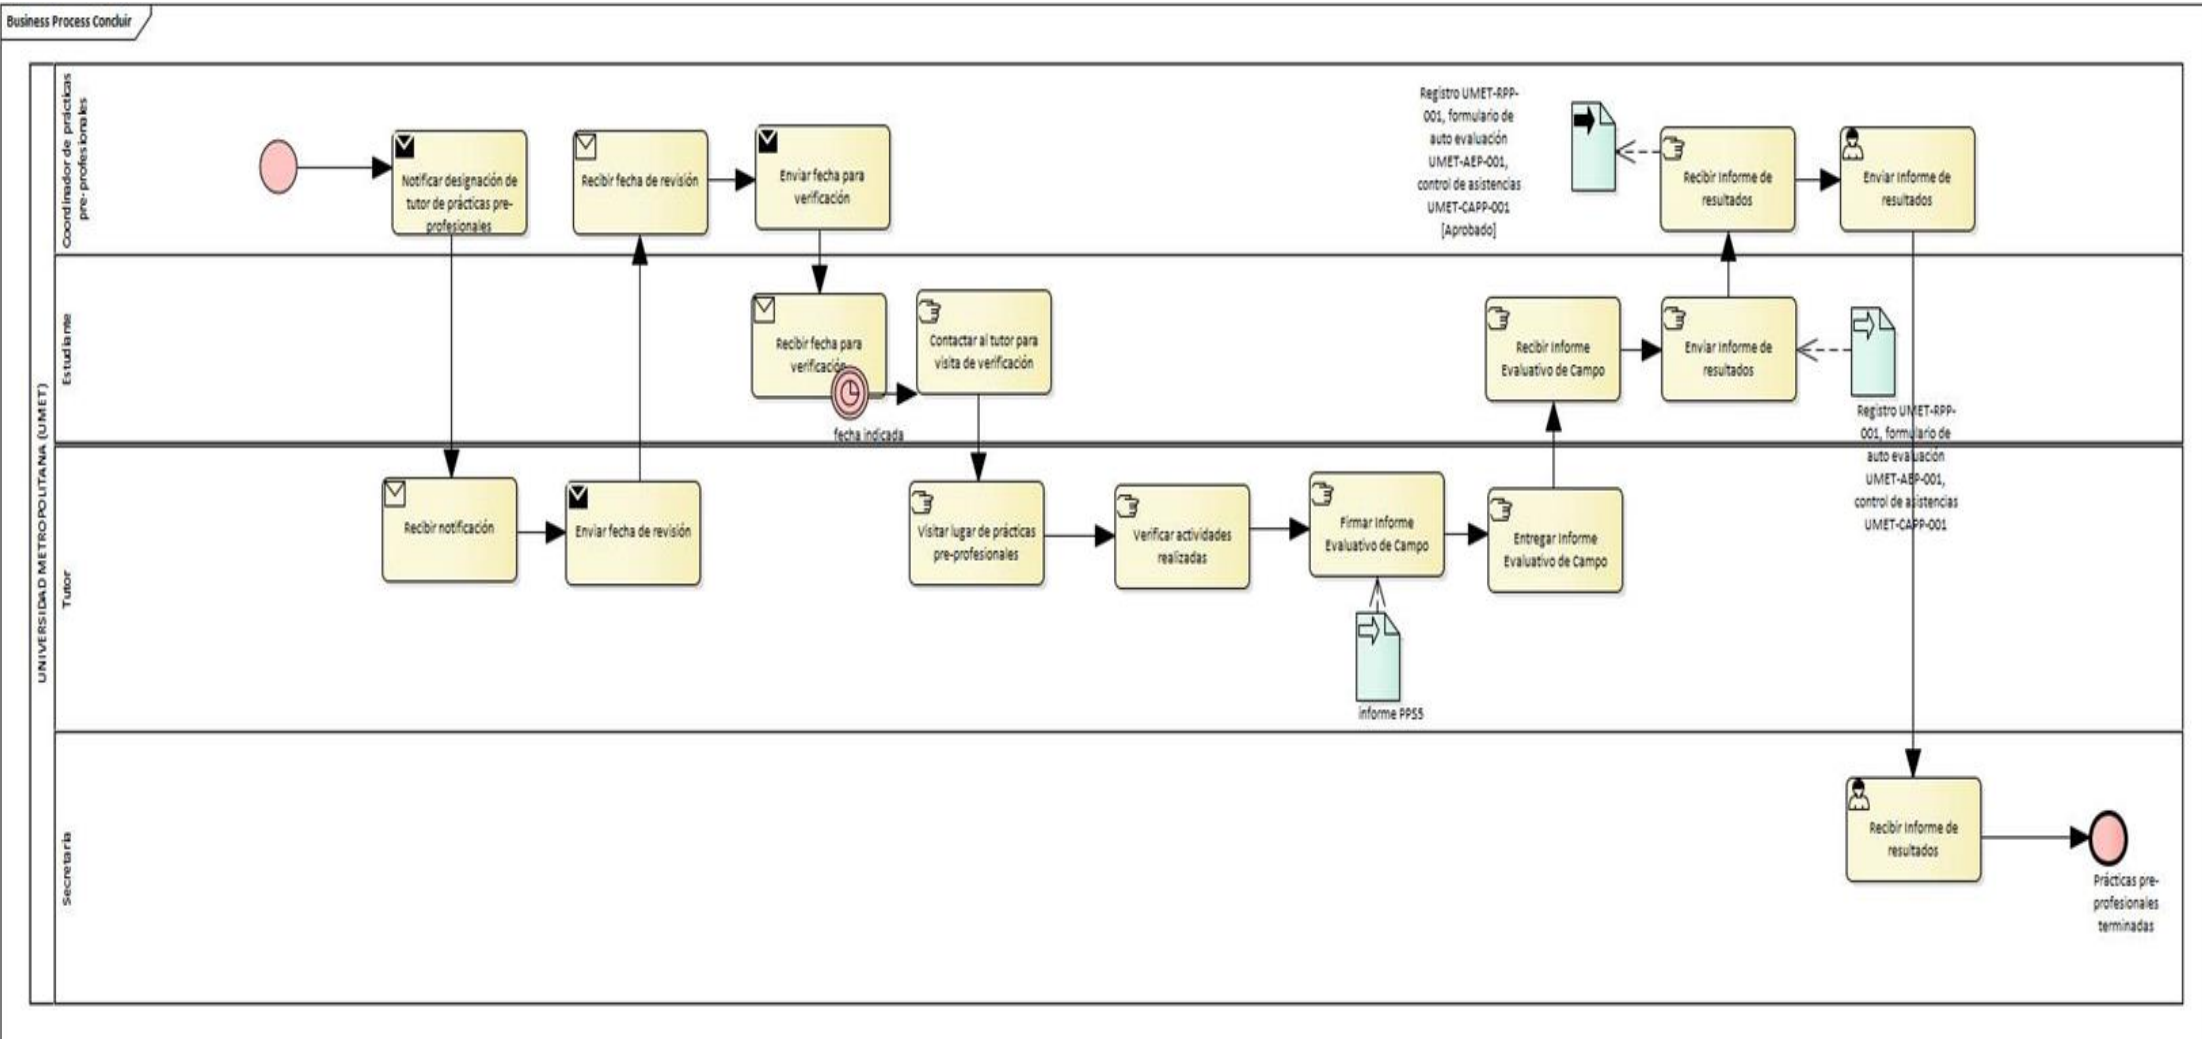 Business Process Concluir
UNIVERSIDAD METROPOLITANA (UMET)
Coordinador de prácticas
pre-profesionales
Notificar designación de
tutor de prácticas pre-
profesionales
Recibir fecha de revisión
Enviar fecha para
verificación
Registro UMET-RPP-
001, formulario de
auto evaluación
UMET-AEP-001,
control de asistencias
UMET-CAPP-001
[Aprobado]
Recibir Informe de
resultados
Enviar Informe de
resultados
Estudiante
Recibir fecha para
verificación
fecha indicada
Contactar al tutor para
visita de verificación
Recibir Informe
Evaluativo de Campo
Enviar Informe de
resultados
Registro UMET-RPP-
001, formulario de
auto evaluación
UMET-AEP-001,
control de asistencias
UMET-CAPP-001
Tutor
Recibir notificación
Enviar fecha de revisión
Visitar lugar de prácticas
pre-profesionales
Verificar actividades
realizadas
Firmar Informe
Evaluativo de Campo
informe PPS5
Entregar Informe
Evaluativo de Campo
Secretaría
Recibir Informe de
resultados
Prácticas pre-
profesionales
terminadas